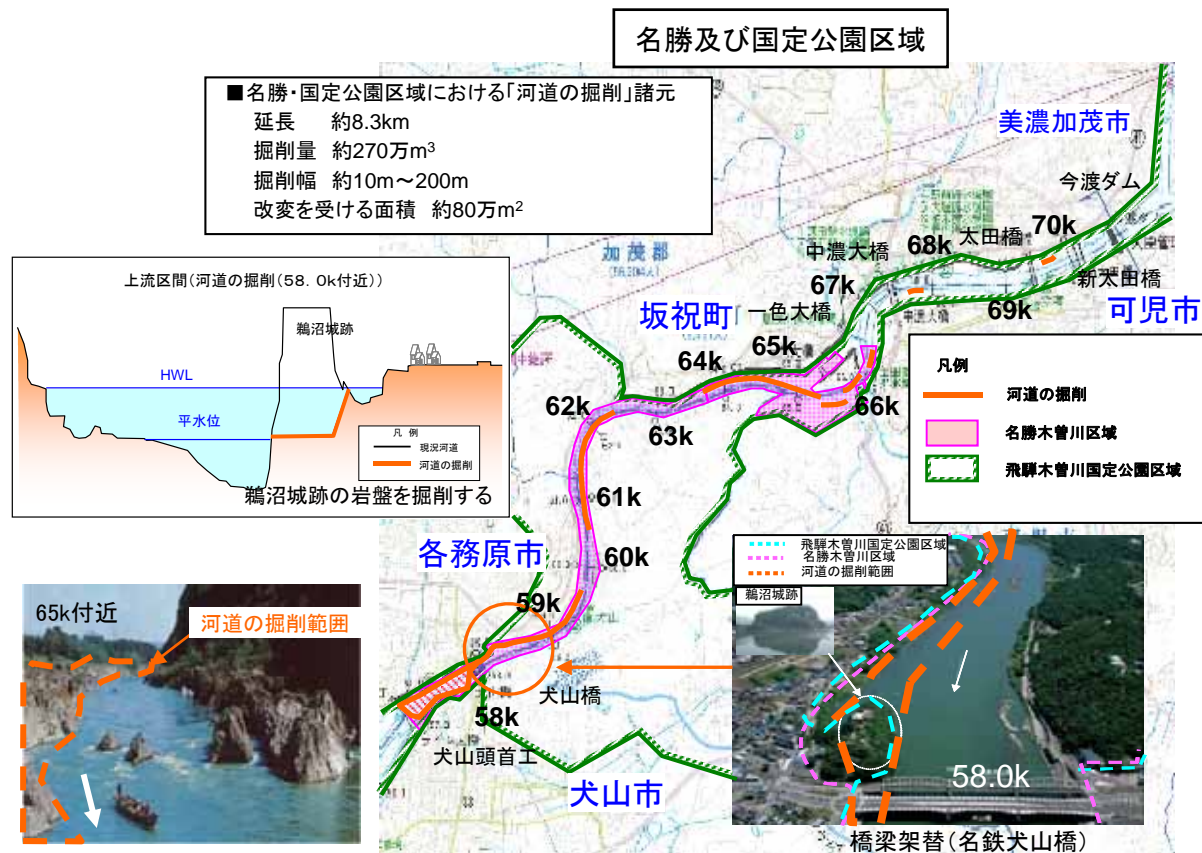 名勝及び国定公園区域
■名勝・国定公園区域における「河道の掘削」諸元
延長　約8.3km
掘削量　約270万m³
掘削幅　約10m～200m
改変を受ける面積　約80万m²
上流区間(河道の掘削(58．0k付近))
鵜沼城跡
HWL
平水位
凡 例
現況河道
河道の掘削
鵜沼城跡の岩盤を掘削する
美濃加茂市
今渡ダム
70k
太田橋
68k
中濃大橋
加茂郡
67k
新太田橋
69k
可児市
坂祝町
一色大橋
65k
64k
66k
62k
63k
61k
60k
各務原市
59k
犬山橋
58k
犬山頭首工
犬山市
凡例
河道の掘削
名勝木曽川区域
飛騨木曽川国定公園区域
65k付近
河道の掘削範囲
飛騨木曽川国定公園区域
名勝木曽川区域
河道の掘削範囲
鵜沼城跡
58.0k
橋梁架替(名鉄犬山橋)